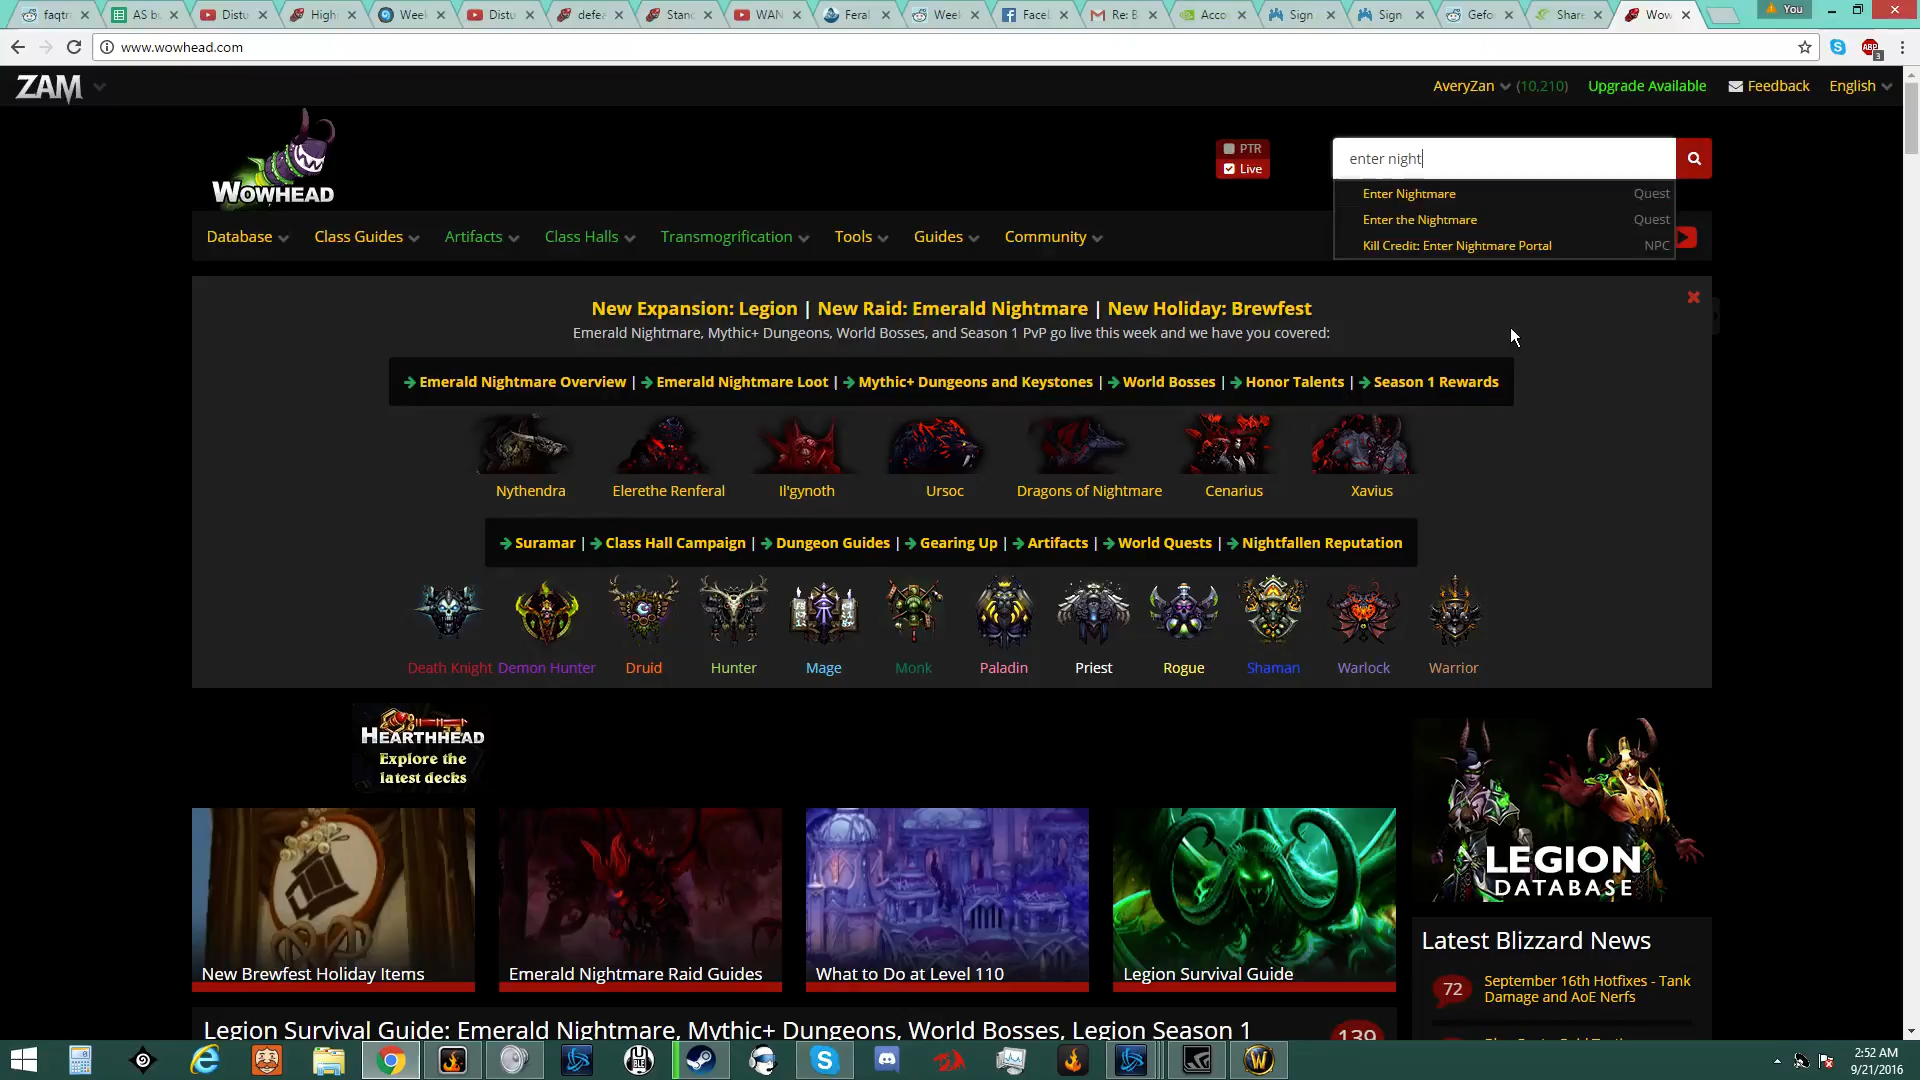 faqtr
AS b
Distu
High
Week
Distu
defea
Stanc
WAN
Feral
Week
Facel
Re: B
Acco
Sign
Sign
Gefo
Share
Wow
You
www.wowhead.com
ABP
3
ZAM
AveryZan (10,210) Upgrade Available Feedback English
WOWHEAD
PTR
Live
enter night
Enter Nightmare Quest
Enter the Nightmare Quest
Kill Credit: Enter Nightmare Portal NPC
Database Class Guides Artifacts Class Halls Transmogrification Tools Guides Community
New Expansion: Legion | New Raid: Emerald Nightmare | New Holiday: Brewfest
Emerald Nightmare, Mythic+ Dungeons, World Bosses, and Season 1 PvP go live this week and we have you covered:
Emerald Nightmare Overview | Emerald Nightmare Loot | Mythic+ Dungeons and Keystones | World Bosses | Honor Talents | Season 1 Rewards
Nythendra Elerethe Renferal Il'gynoth Ursoc Dragons of Nightmare Cenarius Xavius
Suramar | Class Hall Campaign | Dungeon Guides | Gearing Up | Artifacts | World Quests | Nightfallen Reputation
Death Knight Demon Hunter Druid Hunter Mage Monk Paladin Priest Rogue Shaman Warlock Warrior
HEARTHHEAD
Explore the
latest decks
New Brewfest Holiday Items
Emerald Nightmare Raid Guides
What to Do at Level 110
Legion Survival Guide
LEGION
DATABASE
Latest Blizzard News
72
September 16th Hotfixes - Tank
Damage and AoE Nerfs
Legion Survival Guide: Emerald Nightmare, Mythic+ Dungeons, World Bosses, Legion Season 1
139
2:52 AM
9/21/2016